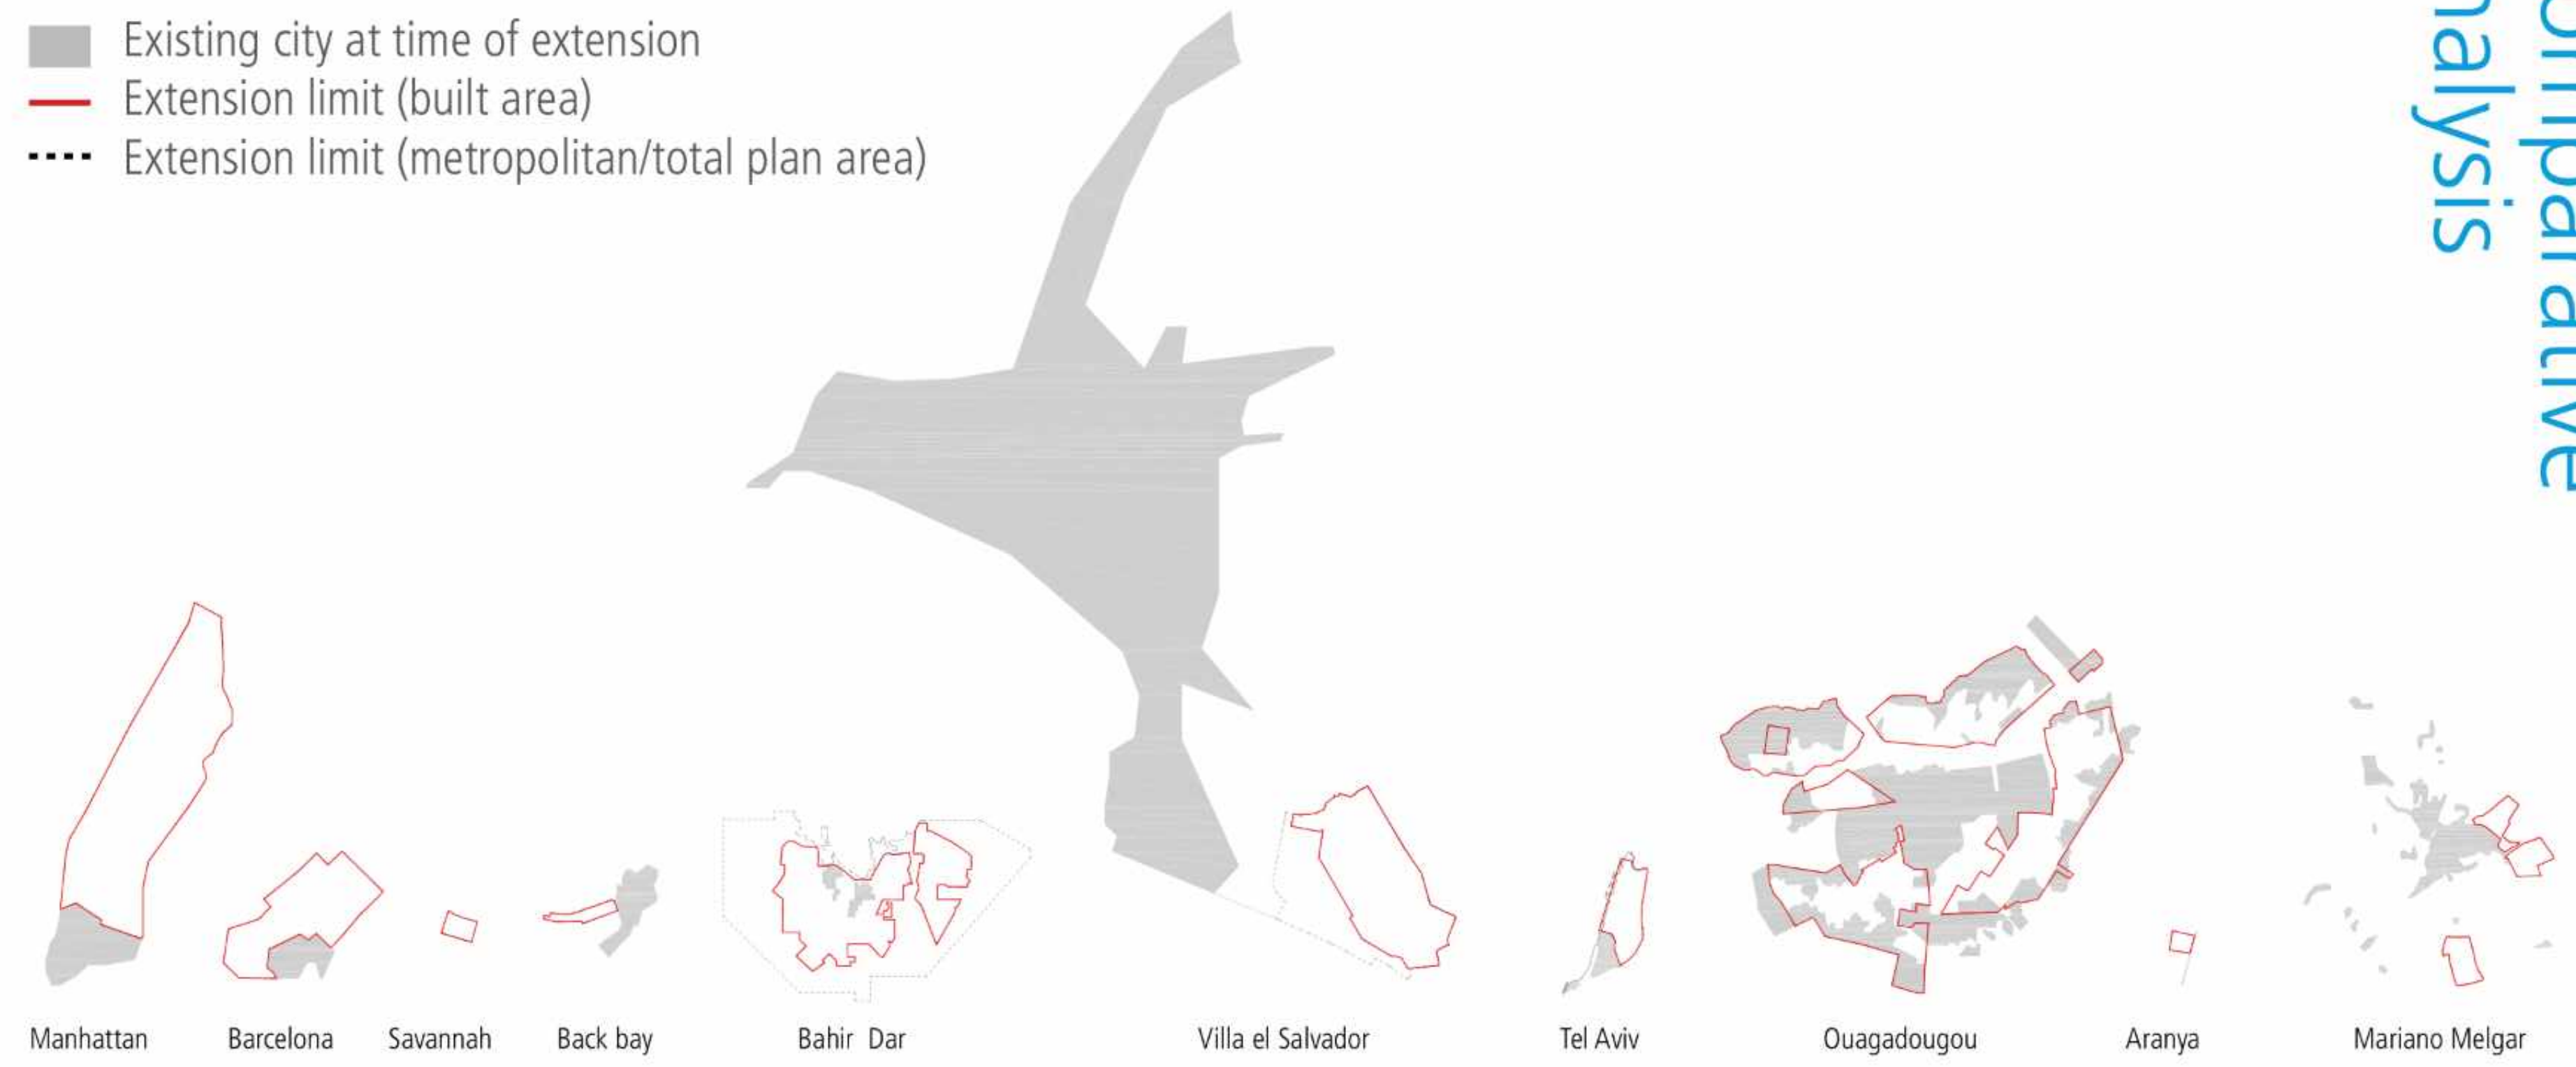 Existing city at time of extension
Extension limit (built area)
Extension limit (metropolitan/total plan area)
Manhattan
Barcelona
Savannah
Back bay
Bahir Dar
Villa el Salvador
Tel Aviv
Ouagadougou
Aranya
Mariano Melgar